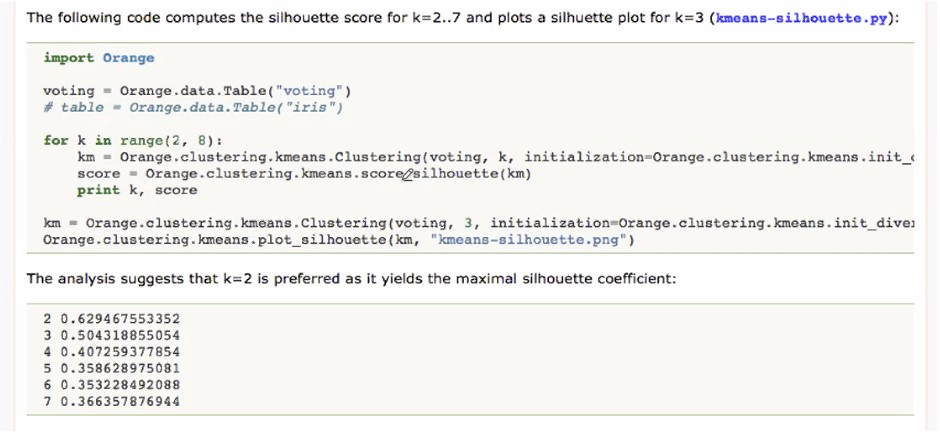 The following code computes the silhouette score for k=2..7 and plots a silhuette plot for k=3 (kmeans-silhouette.py):
import Orange
voting = Orange.data.Table("voting")
# table = Orange.data.Table("iris")
for k in range(2, 8):
    km = Orange.clustering.kmeans.Clustering(voting, k, initialization=Orange.clustering.kmeans.init_
    score = Orange.clustering.kmeans.score_silhouette(km)
    print k, score
km = Orange.clustering.kmeans.Clustering(voting, 3, initialization=Orange.clustering.kmeans.init_diver
Orange.clustering.kmeans.plot_silhouette(km, "kmeans-silhouette.png")
The analysis suggests that k=2 is preferred as it yields the maximal silhouette coefficient:
2 0.629467553352
3 0.504318855054
4 0.407259377854
5 0.358628975081
6 0.353228492088
7 0.366357876944